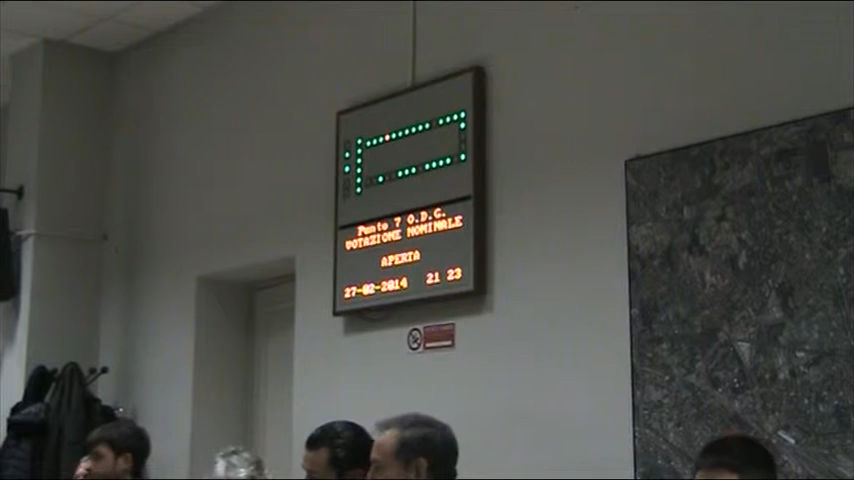 Punto 7 O.D.G.
VOTAZIONE NOMINALE
APERTA
27-02-2014 21 23